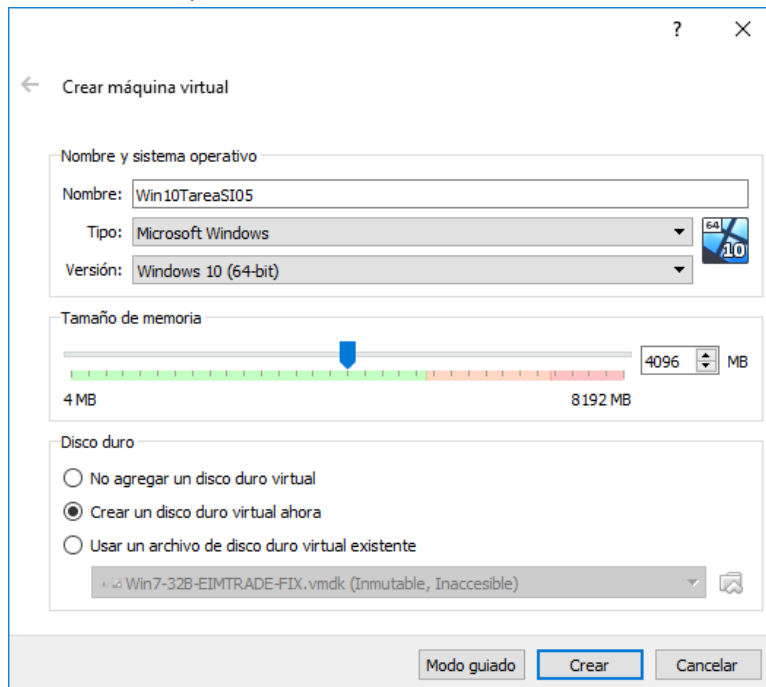 ?
Crear máquina virtual
Nombre y sistema operativo
Nombre: Win10TareaSI05
Tipo: Microsoft Windows
64
10
Versión: Windows 10 (64-bit)
Tamaño de memoria
4096 MB
4 MB 8192 MB
Disco duro
No agregar un disco duro virtual
Crear un disco duro virtual ahora
Usar un archivo de disco duro virtual existente
Win7-32B-EIMTRADE-FIX.vmdk (Inmutable, Inaccesible)
Modo guiado Crear Cancelar